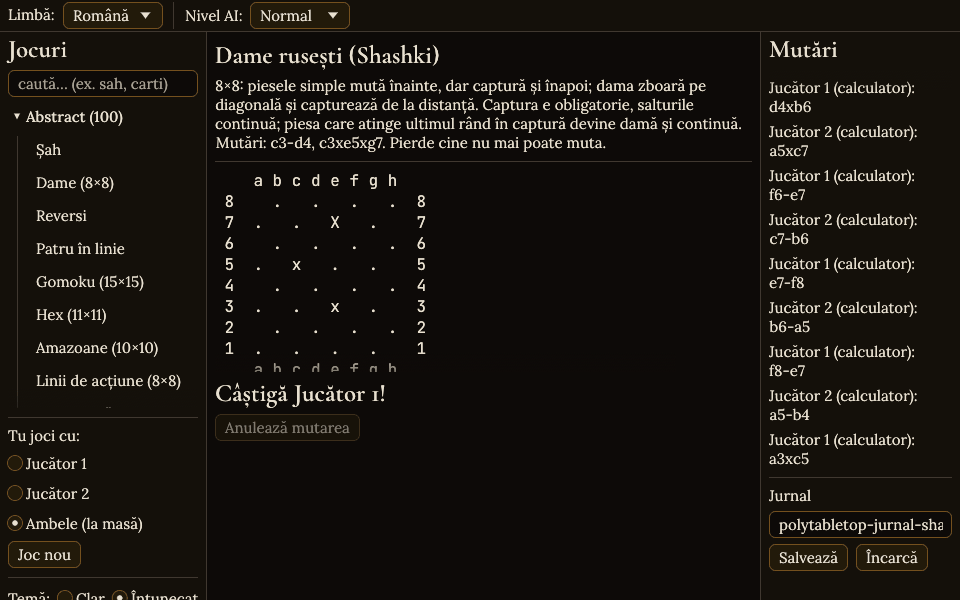 Limbă: Română ▼ Nivel AI: Normal ▼
Jocuri
caută... (ex. sah, carti)
▼ Abstract (100)
Șah
Dame (8×8)
Reversi
Patru în linie
Gomoku (15×15)
Hex (11×11)
Amazoane (10×10)
Linii de acțiune (8×8)
Tu joci cu:
Jucător 1
Jucător 2
Ambele (la masă)
Joc nou
Temă: Clar Întunecat
Dame rusești (Shashki)
8×8: piesele simple mută înainte, dar captură și înapoi; dama zboară pe
diagonală și capturează de la distanță. Captura e obligatorie, salturile
continuă; piesa care atinge ultimul rând în captură devine damă și continuă.
Mutări: c3-d4, c3xe5xg7. Pierde cine nu mai poate muta.
a b c d e f g h
8 . . . . 8
7 . . X . 7
6 . . . . 6
5 . x . . 5
4 . . . . 4
3 . . x . 3
2 . . . . 2
1 . . . . 1
a b c d e f g h
Câștigă Jucător 1!
Anulează mutarea
Mutări
Jucător 1 (calculator):
d4xb6
Jucător 2 (calculator):
a5xc7
Jucător 1 (calculator):
f6-e7
Jucător 2 (calculator):
c7-b6
Jucător 1 (calculator):
e7-f8
Jucător 2 (calculator):
b6-a5
Jucător 1 (calculator):
f8-e7
Jucător 2 (calculator):
a5-b4
Jucător 1 (calculator):
a3xc5
Jurnal
polytabletop-jurnal-sha
Salvează Încarcă